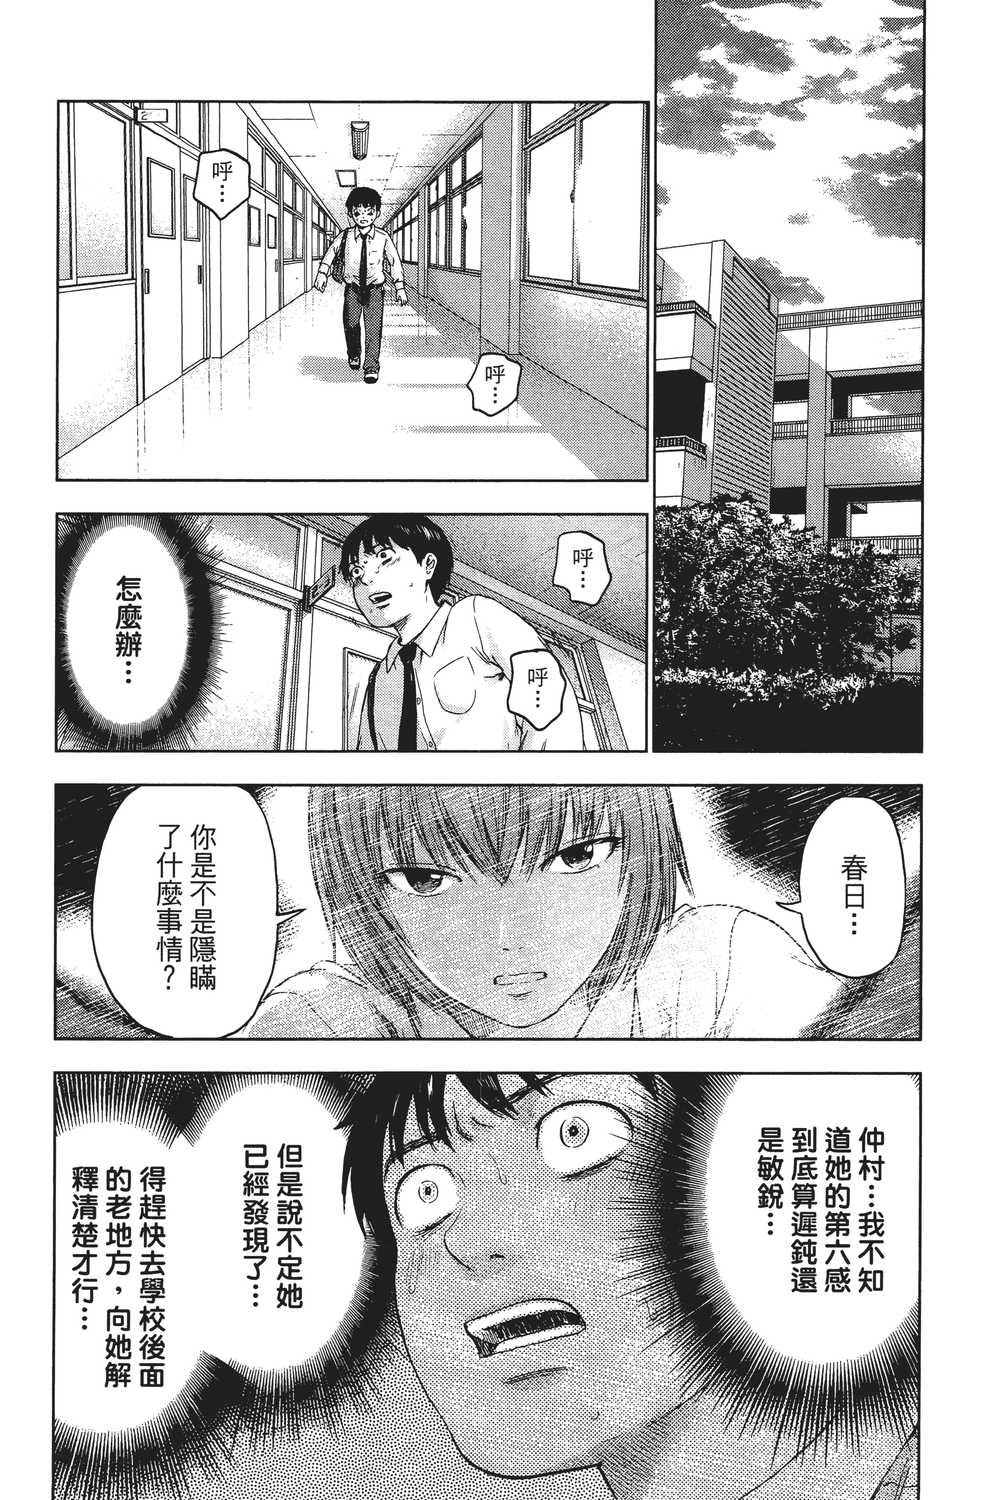 呼…
呼…
呼…
呼…
怎麼辦…
春日…
你是不是隱瞞
了什麼事情?
仲村…我不知
道她的第六感
到底算遲鈍還
是敏銳…
但是說不定她
已經發現了…
得趕快去學校後面
的老地方，向她解
釋清楚才行…